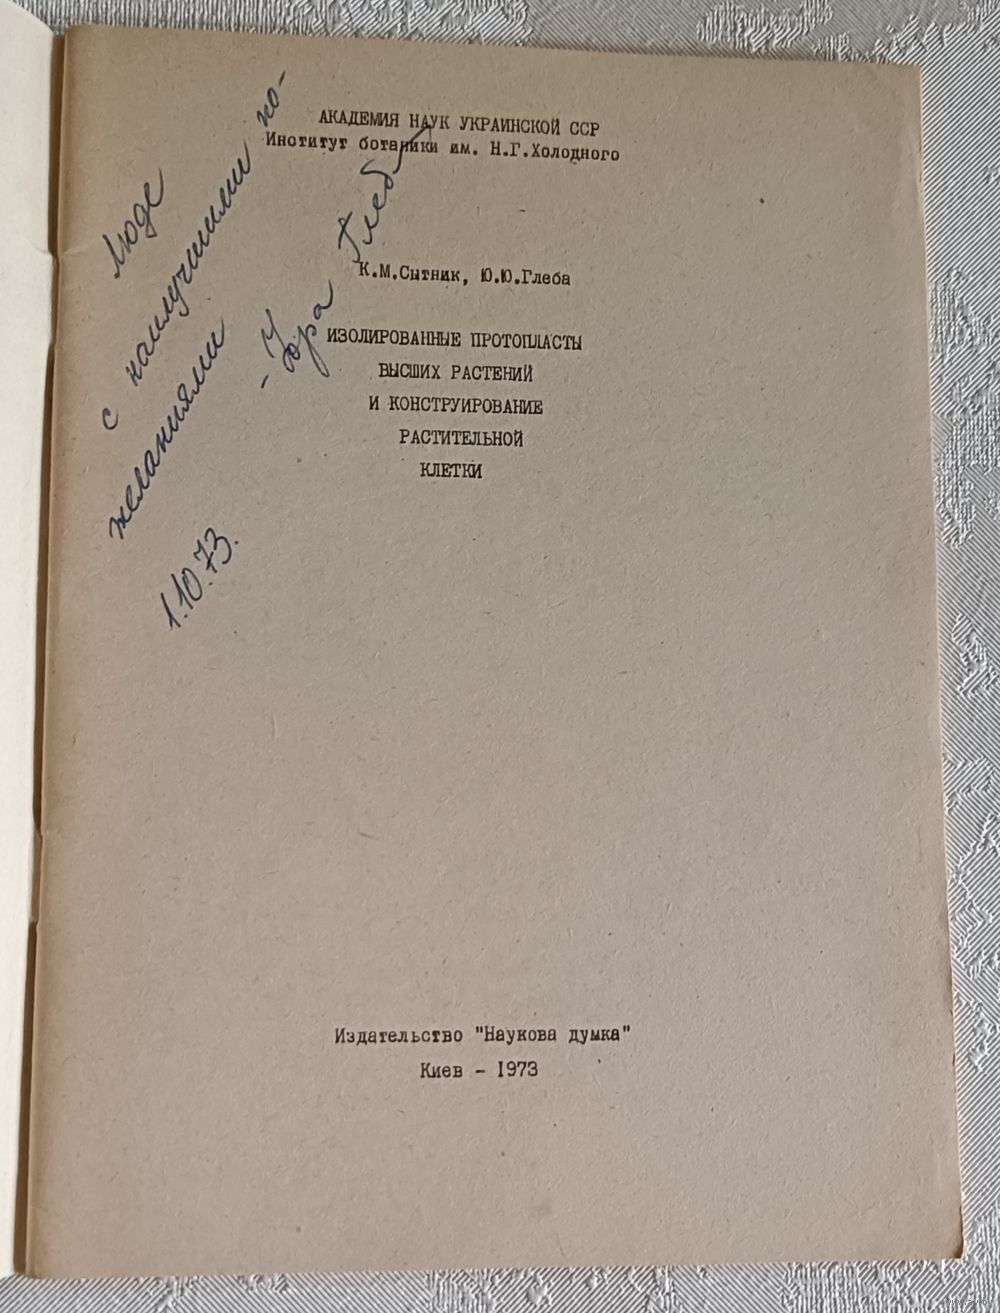 АКАДЕМИЯ НАУК УКРАИНСКОЙ ССР
Институт ботаники им. Н.Г.Холодного
Люде
с наилучшими по-
желаниями
- Юра Глеба
1.10.73.
К.М.Сытник, Ю.Ю.Глеба
ИЗОЛИРОВАННЫЕ ПРОТОПЛАСТЫ
ВЫСШИХ РАСТЕНИЙ
И КОНСТРУИРОВАНИЕ
РАСТИТЕЛЬНОЙ
КЛЕТКИ
Издательство "Наукова думка"
Киев - 1973